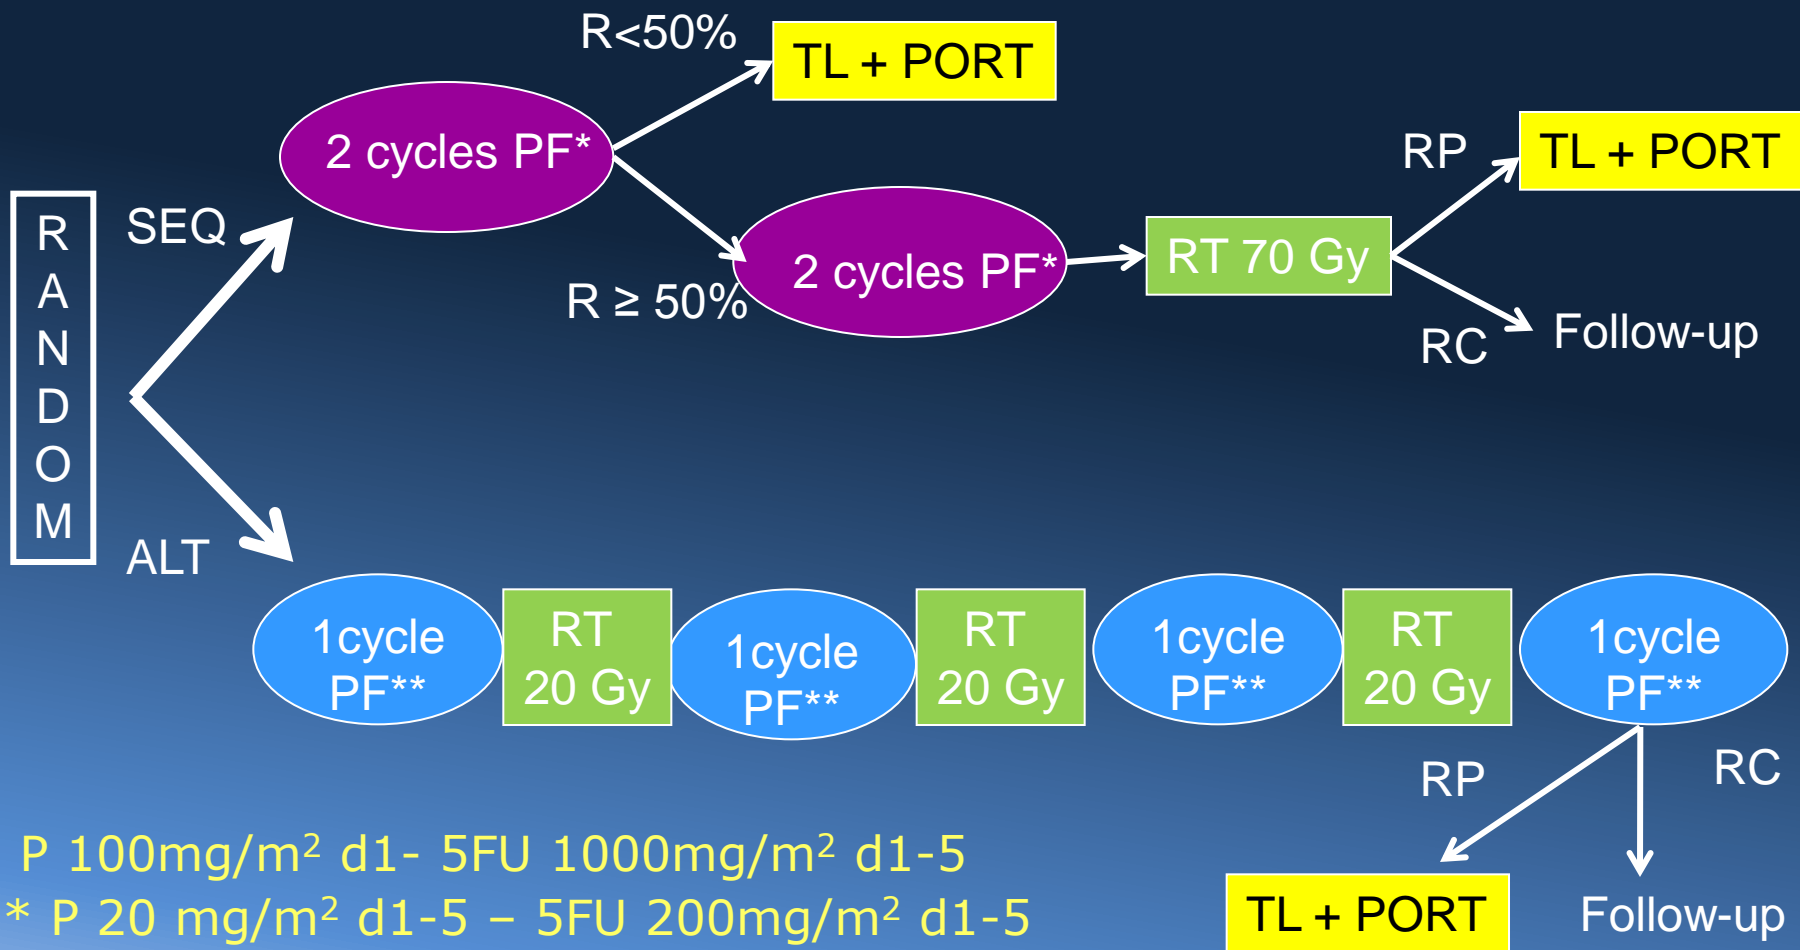 R<50%
TL + PORT
2 cycles PF*
RP
TL + PORT
R
A
N
D
O
M
SEQ
2 cycles PF*
RT 70 Gy
R ≥ 50%
RC
Follow-up
ALT
1cycle
PF**
RT
20 Gy
1cycle
PF**
RT
20 Gy
1cycle
PF**
RT
20 Gy
1cycle
PF**
RP
RC
P 100mg/m² d1- 5FU 1000mg/m² d1-5
* P 20 mg/m² d1-5 – 5FU 200mg/m² d1-5
TL + PORT
Follow-up